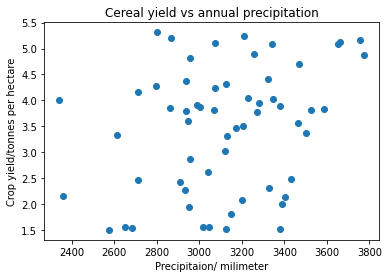 Cereal yield vs annual precipitation
5.5
5.0
4.5
4.0
3.5
3.0
2.5
2.0
1.5
Crop yield/tonnes per hectare
2400 2600 2800 3000 3200 3400 3600 3800
Precipitaion/ milimeter